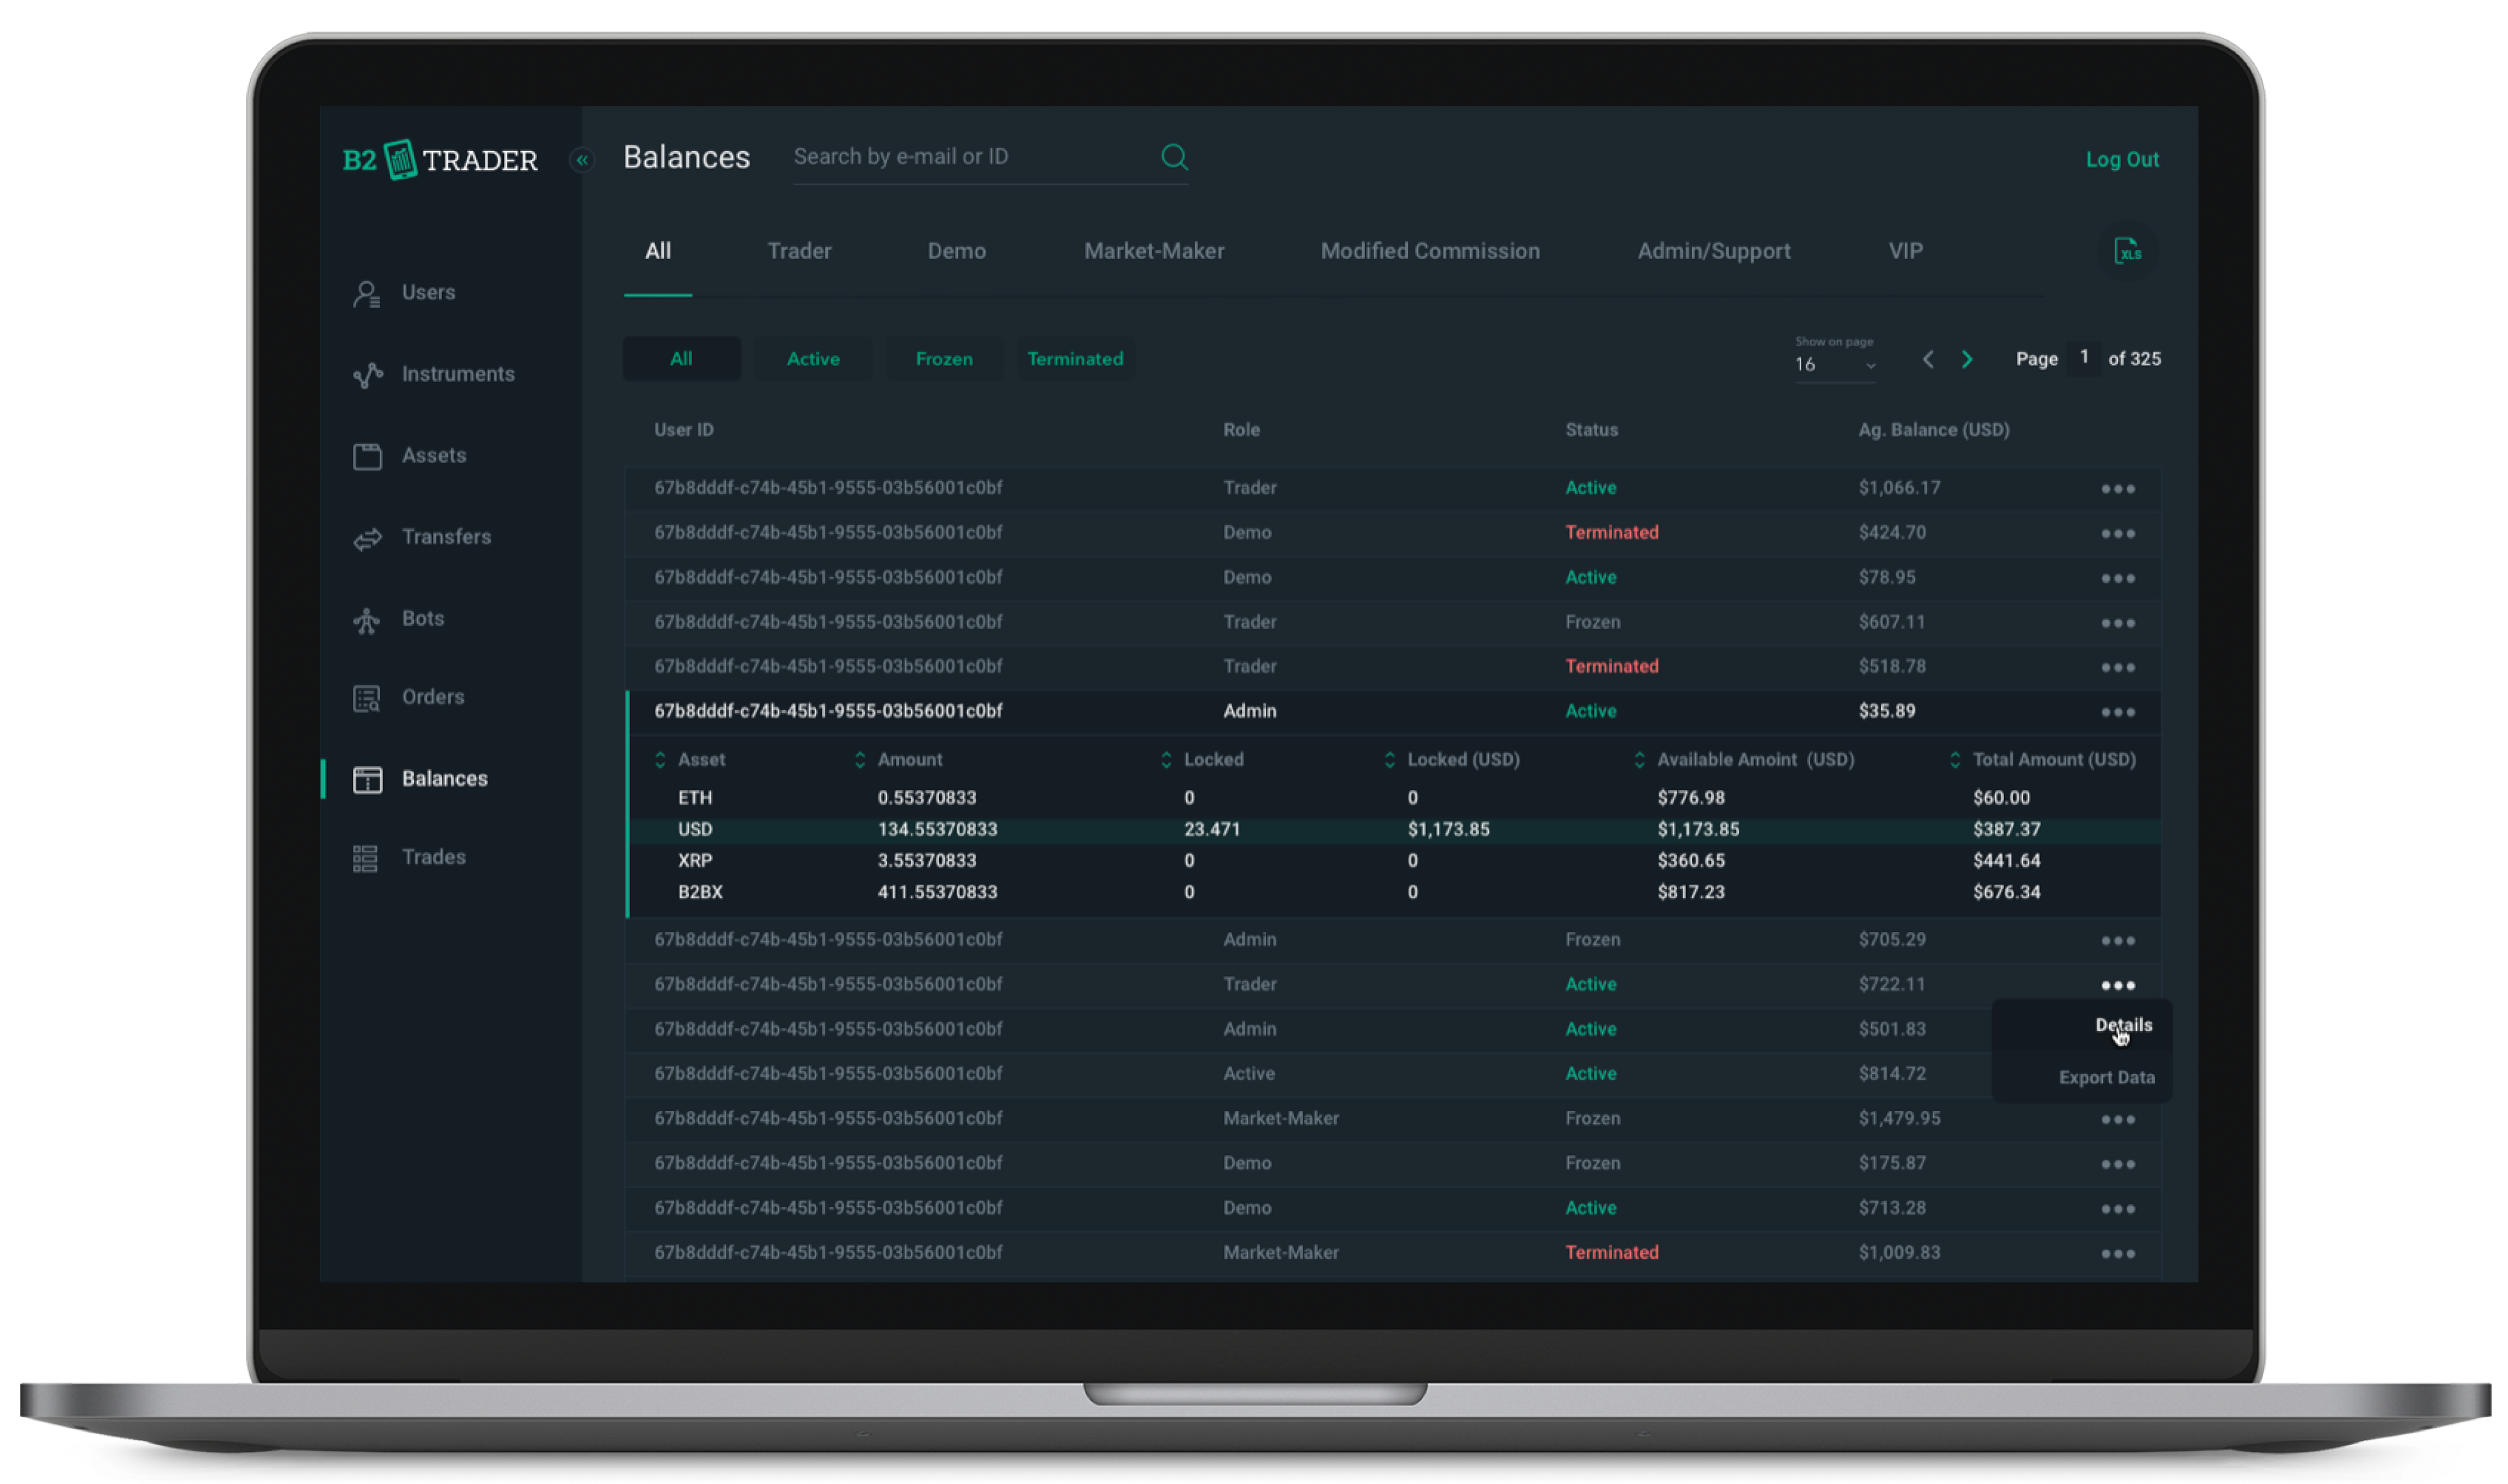 B2 TRADER
«
Balances
Search by e-mail or ID
Log Out
All Trader Demo Market-Maker Modified Commission Admin/Support VIP
XLS
Users
Instruments
Assets
Transfers
Bots
Orders
Balances
Trades
All Active Frozen Terminated
Show on page
16
Page 1 of 325
User ID Role Status Ag. Balance (USD)
67b8dddf-c74b-45b1-9555-03b56001c0bf Trader Active $1,066.17
67b8dddf-c74b-45b1-9555-03b56001c0bf Demo Terminated $424.70
67b8dddf-c74b-45b1-9555-03b56001c0bf Demo Active $78.95
67b8dddf-c74b-45b1-9555-03b56001c0bf Trader Frozen $607.11
67b8dddf-c74b-45b1-9555-03b56001c0bf Trader Terminated $518.78
67b8dddf-c74b-45b1-9555-03b56001c0bf Admin Active $35.89
Asset Amount Locked Locked (USD) Available Amoint (USD) Total Amount (USD)
ETH 0.55370833 0 0 $776.98 $60.00
USD 134.55370833 23.471 $1,173.85 $1,173.85 $387.37
XRP 3.55370833 0 0 $360.65 $441.64
B2BX 411.55370833 0 0 $817.23 $676.34
67b8dddf-c74b-45b1-9555-03b56001c0bf Admin Frozen $705.29
67b8dddf-c74b-45b1-9555-03b56001c0bf Trader Active $722.11
67b8dddf-c74b-45b1-9555-03b56001c0bf Admin Active $501.83
Details
67b8dddf-c74b-45b1-9555-03b56001c0bf Active Active $814.72
Export Data
67b8dddf-c74b-45b1-9555-03b56001c0bf Market-Maker Frozen $1,479.95
67b8dddf-c74b-45b1-9555-03b56001c0bf Demo Frozen $175.87
67b8dddf-c74b-45b1-9555-03b56001c0bf Demo Active $713.28
67b8dddf-c74b-45b1-9555-03b56001c0bf Market-Maker Terminated $1,009.83